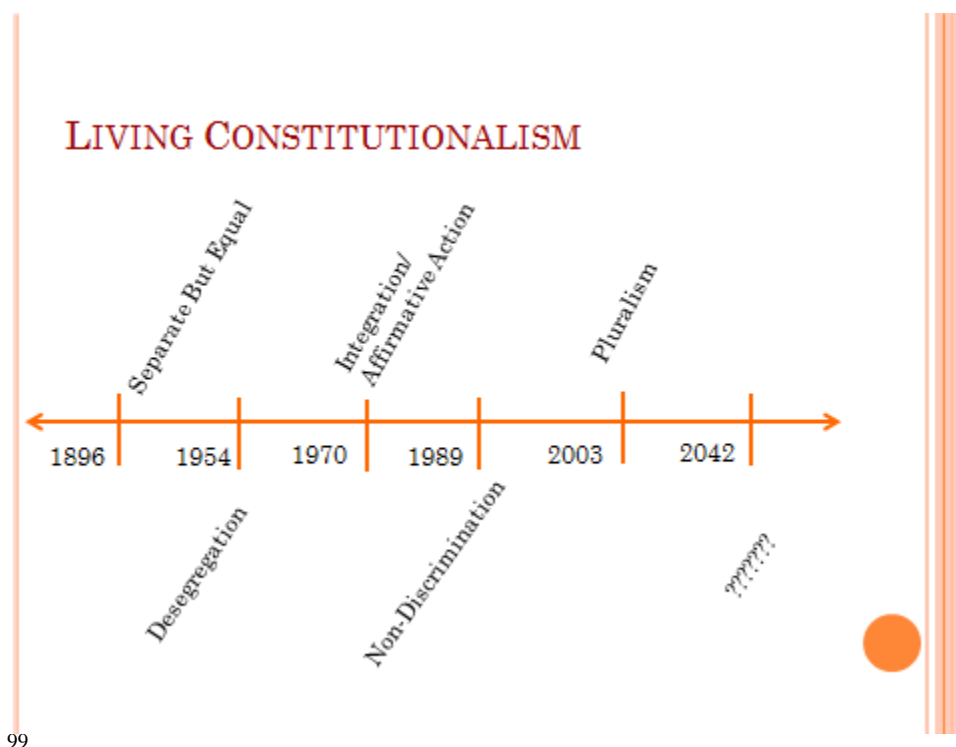 LIVING CONSTITUTIONALISM
Separate But Equal
Integration/
Affirmative Action
Pluralism
1896
1954
1970
1989
2003
2042
Desegregation
Non-Discrimination
???????
99